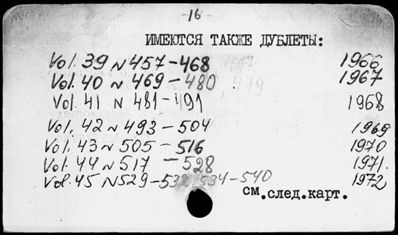 -16-
ИМЕЮТСЯ ТАКЖЕ ДУБЛЕТЫ:
Vol. 39 N 457-468 1966
Vol. 40 N 469-480 1967
Vol. 41 N 481-491 1968
Vol. 42 N 493-504 1969
Vol. 43 N 505-516 1970
Vol. 44 N 517-528 1971.
Vol. 45 N 529-532, 534-540 1972
см.след.карт.